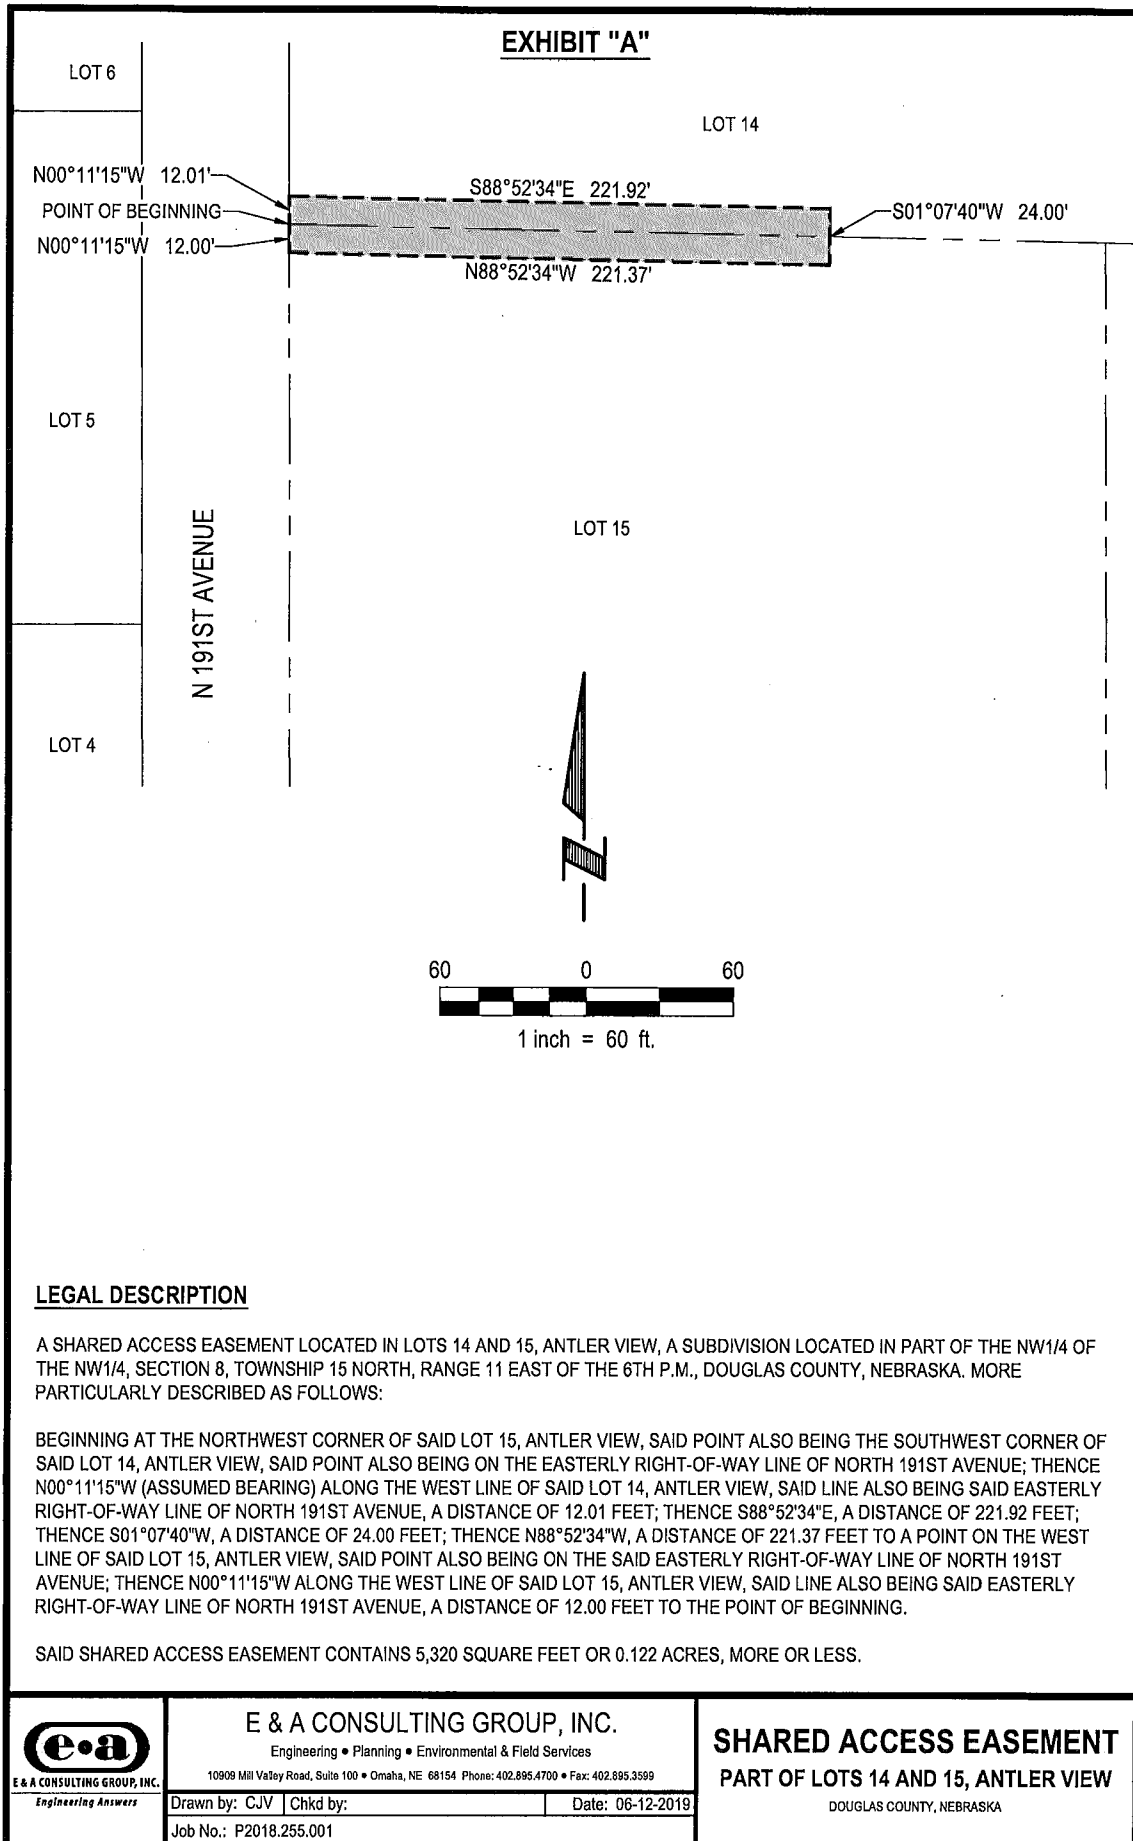 EXHIBIT "A"
LOT 6
LOT 14
N00°11'15"W 12.01'
S88°52'34"E 221.92'
POINT OF BEGINNING
S01°07'40"W 24.00'
N00°11'15"W 12.00'
N88°52'34"W 221.37'
LOT 5
N 191ST AVENUE
LOT 15
LOT 4
60 0 60
1 inch = 60 ft.
LEGAL DESCRIPTION
A SHARED ACCESS EASEMENT LOCATED IN LOTS 14 AND 15, ANTLER VIEW, A SUBDIVISION LOCATED IN PART OF THE NW1/4 OF
THE NW1/4, SECTION 8, TOWNSHIP 15 NORTH, RANGE 11 EAST OF THE 6TH P.M., DOUGLAS COUNTY, NEBRASKA. MORE
PARTICULARLY DESCRIBED AS FOLLOWS:
BEGINNING AT THE NORTHWEST CORNER OF SAID LOT 15, ANTLER VIEW, SAID POINT ALSO BEING THE SOUTHWEST CORNER OF
SAID LOT 14, ANTLER VIEW, SAID POINT ALSO BEING ON THE EASTERLY RIGHT-OF-WAY LINE OF NORTH 191ST AVENUE; THENCE
N00°11'15"W (ASSUMED BEARING) ALONG THE WEST LINE OF SAID LOT 14, ANTLER VIEW, SAID LINE ALSO BEING SAID EASTERLY
RIGHT-OF-WAY LINE OF NORTH 191ST AVENUE, A DISTANCE OF 12.01 FEET; THENCE S88°52'34"E, A DISTANCE OF 221.92 FEET;
THENCE S01°07'40"W, A DISTANCE OF 24.00 FEET; THENCE N88°52'34"W, A DISTANCE OF 221.37 FEET TO A POINT ON THE WEST
LINE OF SAID LOT 15, ANTLER VIEW, SAID POINT ALSO BEING ON THE SAID EASTERLY RIGHT-OF-WAY LINE OF NORTH 191ST
AVENUE; THENCE N00°11'15"W ALONG THE WEST LINE OF SAID LOT 15, ANTLER VIEW, SAID LINE ALSO BEING SAID EASTERLY
RIGHT-OF-WAY LINE OF NORTH 191ST AVENUE, A DISTANCE OF 12.00 FEET TO THE POINT OF BEGINNING.
SAID SHARED ACCESS EASEMENT CONTAINS 5,320 SQUARE FEET OR 0.122 ACRES, MORE OR LESS.
e•a
E & A CONSULTING GROUP, INC.
Engineering Answers
E & A CONSULTING GROUP, INC.
Engineering • Planning • Environmental & Field Services
10909 Mill Valley Road, Suite 100 • Omaha, NE 68154 Phone: 402.895.4700 • Fax: 402.895.3599
Drawn by: CJV Chkd by: Date: 06-12-2019
Job No.: P2018.255.001
SHARED ACCESS EASEMENT
PART OF LOTS 14 AND 15, ANTLER VIEW
DOUGLAS COUNTY, NEBRASKA